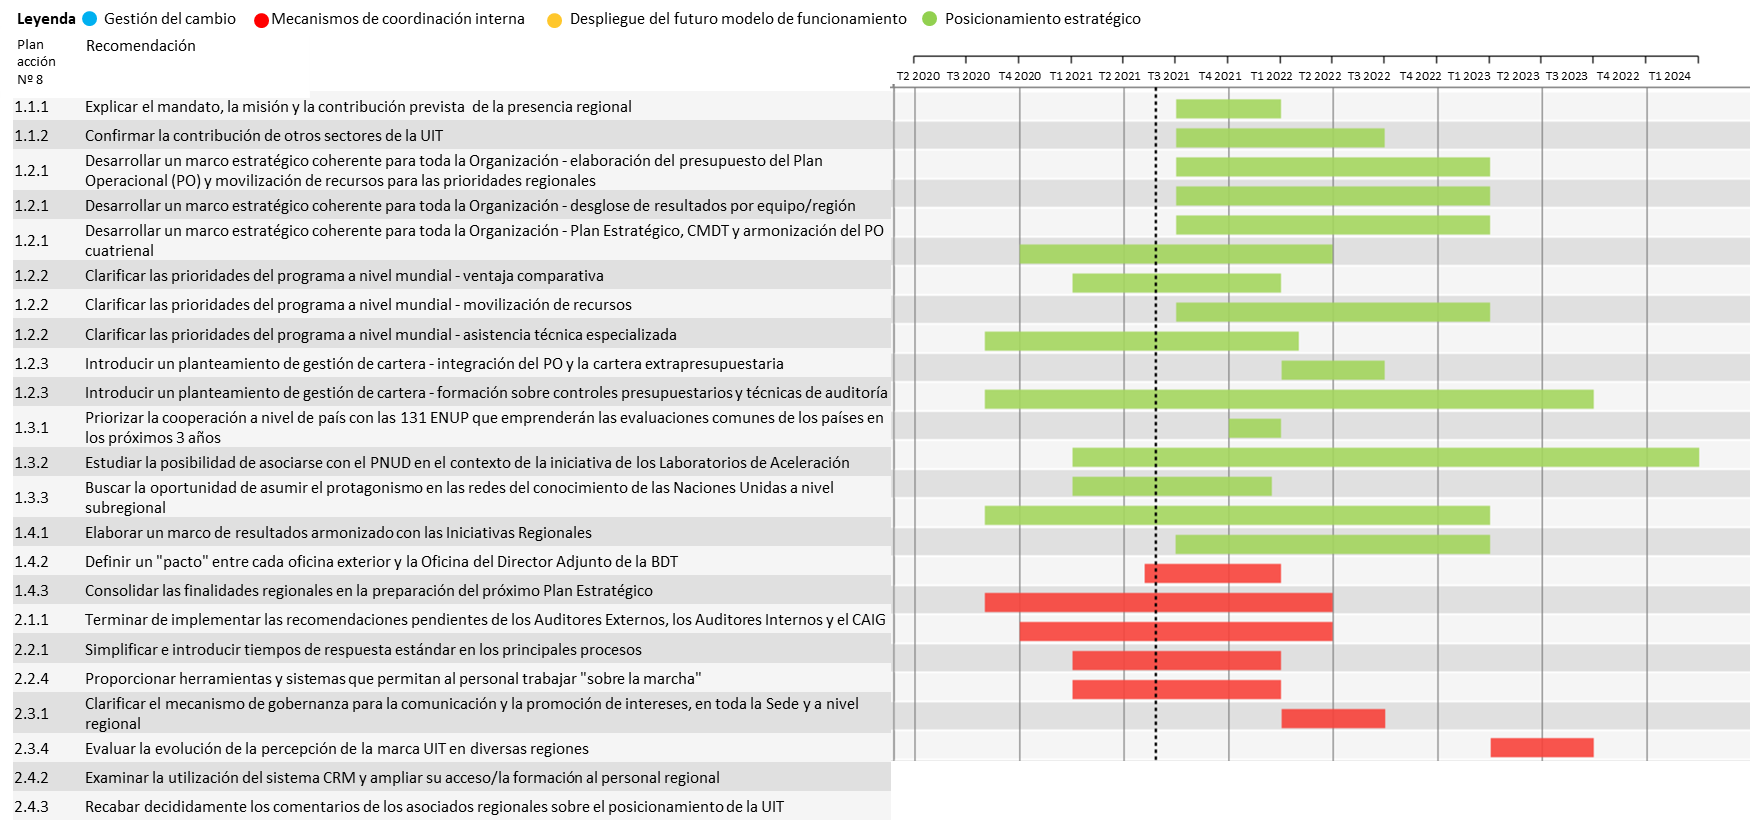 Leyenda Gestión del cambio Mecanismos de coordinación interna Despliegue del futuro modelo de funcionamiento Posicionamiento estratégico
Plan
acción
Nº 8
Recomendación
T2 2020 T3 2020 T4 2020 T1 2021 T2 2021 T3 2021 T4 2021 T1 2022 T2 2022 T3 2022 T4 2022 T1 2023 T2 2023 T3 2023 T4 2022 T1 2024
1.1.1 Explicar el mandato, la misión y la contribución prevista de la presencia regional
1.1.2 Confirmar la contribución de otros sectores de la UIT
1.2.1 Desarrollar un marco estratégico coherente para toda la Organización - elaboración del presupuesto del Plan
Operacional (PO) y movilización de recursos para las prioridades regionales
1.2.1 Desarrollar un marco estratégico coherente para toda la Organización - desglose de resultados por equipo/región
1.2.1 Desarrollar un marco estratégico coherente para toda la Organización - Plan Estratégico, CMDT y armonización del PO
cuatrienal
1.2.2 Clarificar las prioridades del programa a nivel mundial - ventaja comparativa
1.2.2 Clarificar las prioridades del programa a nivel mundial - movilización de recursos
1.2.2 Clarificar las prioridades del programa a nivel mundial - asistencia técnica especializada
1.2.3 Introducir un planteamiento de gestión de cartera - integración del PO y la cartera extrapresupuestaria
1.2.3 Introducir un planteamiento de gestión de cartera - formación sobre controles presupuestarios y técnicas de auditoría
1.3.1 Priorizar la cooperación a nivel de país con las 131 ENUP que emprenderán las evaluaciones comunes de los países en
los próximos 3 años
1.3.2 Estudiar la posibilidad de asociarse con el PNUD en el contexto de la iniciativa de los Laboratorios de Aceleración
1.3.3 Buscar la oportunidad de asumir el protagonismo en las redes del conocimiento de las Naciones Unidas a nivel
subregional
1.4.1 Elaborar un marco de resultados armonizado con las Iniciativas Regionales
1.4.2 Definir un "pacto" entre cada oficina exterior y la Oficina del Director Adjunto de la BDT
1.4.3 Consolidar las finalidades regionales en la preparación del próximo Plan Estratégico
2.1.1 Terminar de implementar las recomendaciones pendientes de los Auditores Externos, los Auditores Internos y el CAIG
2.2.1 Simplificar e introducir tiempos de respuesta estándar en los principales procesos
2.2.4 Proporcionar herramientas y sistemas que permitan al personal trabajar "sobre la marcha"
2.3.1 Clarificar el mecanismo de gobernanza para la comunicación y la promoción de intereses, en toda la Sede y a nivel
regional
2.3.4 Evaluar la evolución de la percepción de la marca UIT en diversas regiones
2.4.2 Examinar la utilización del sistema CRM y ampliar su acceso/la formación al personal regional
2.4.3 Recabar decididamente los comentarios de los asociados regionales sobre el posicionamiento de la UIT